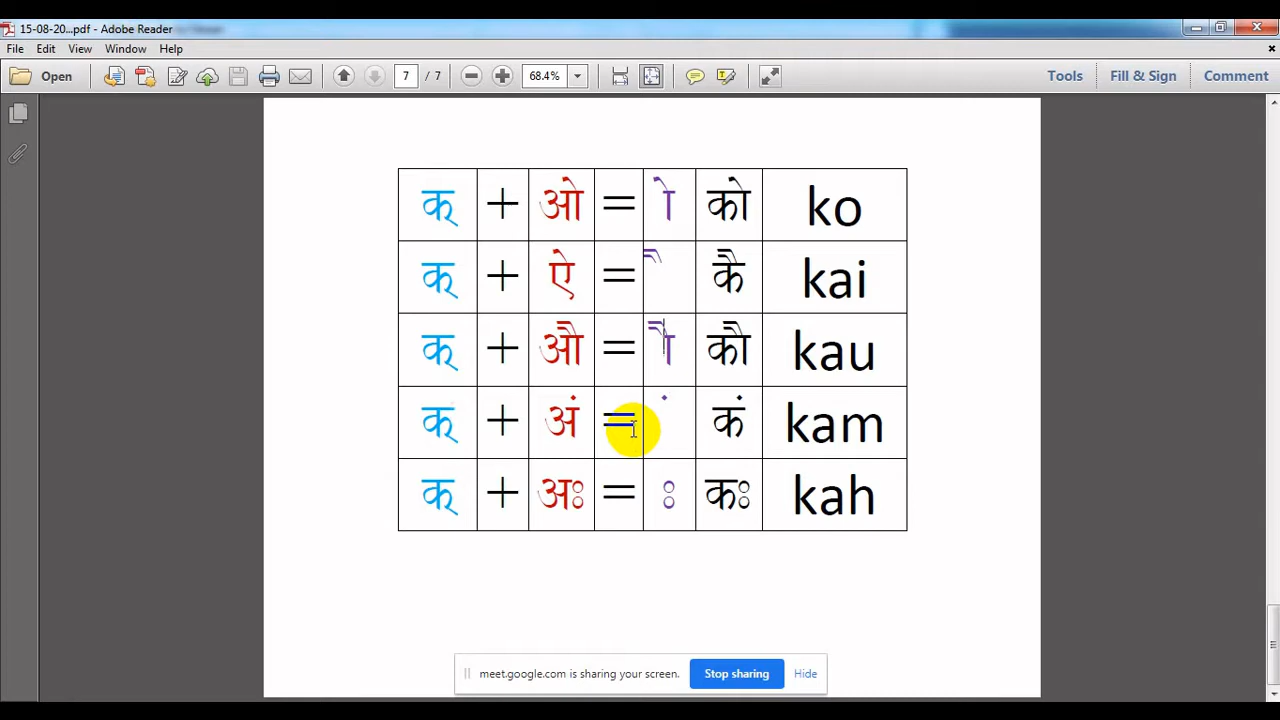 15-08-20...pdf - Adobe Reader
File Edit View Window Help
Open 7 / 7 68.4% Tools Fill & Sign Comment
क् + ओ = ो को ko
क् + ऐ = ै कै kai
क् + औ = ौ कौ kau
क् + अं = ं कं kam
क् + अः = ः कः kah
meet.google.com is sharing your screen. Stop sharing Hide